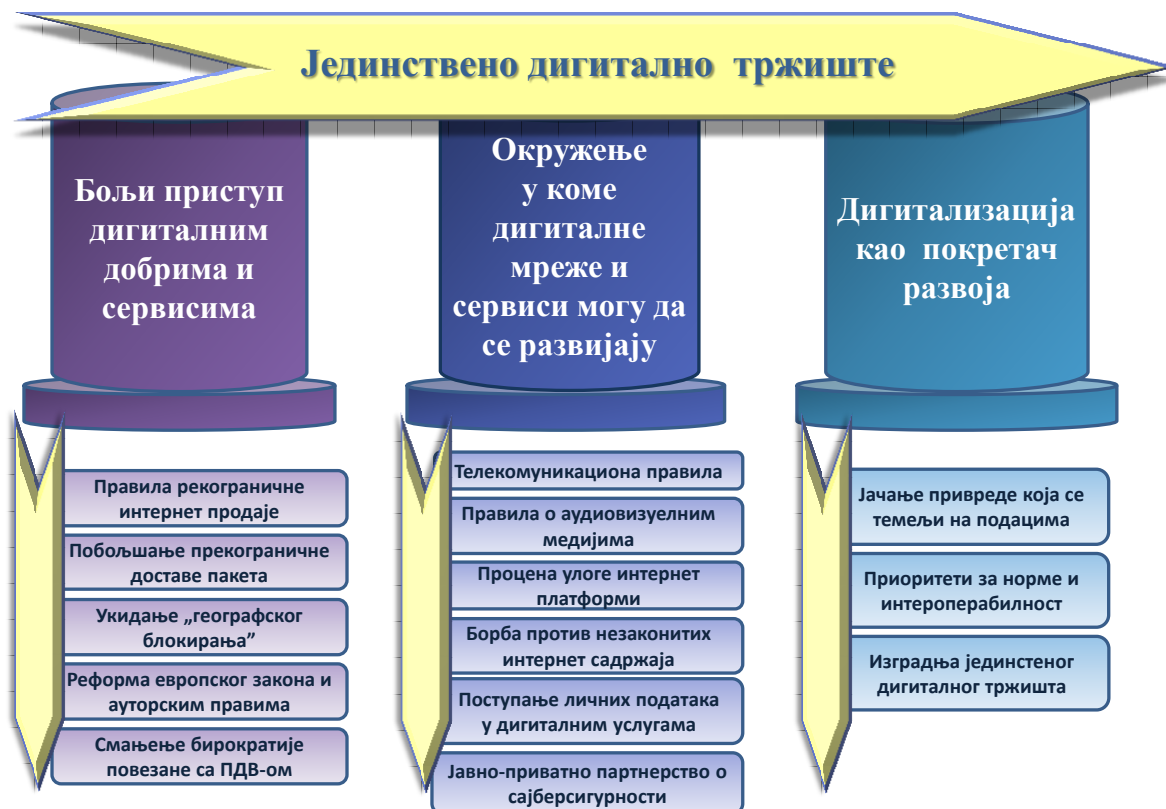 Јединствено дигитално тржиште
Бољи приступ
дигиталним
добрима и
сервисима
Правила рекограничне
интернет продаје
Побољшање прекограничне
доставе пакета
Укидање „географског
блокирања”
Реформа европског закона и
ауторским правима
Смањење бирократије
повезане са ПДВ-ом
Окружење
у коме
дигиталне
мреже и
сервиси могу да
се развијају
Телекомуникациона правила
Правила о аудиовизуелним
медијима
Процена улоге интернет
платформи
Борба против незаконитих
интернет садржаја
Поступање личних података
у дигиталним услугама
Јавно-приватно партнерство о
сајберсигурности
Дигитализација
као покретач
развоја
Јачање привреде која се
темељи на подацима
Приоритети за норме и
интероперабилност
Изградња јединстеног
дигиталног тржишта